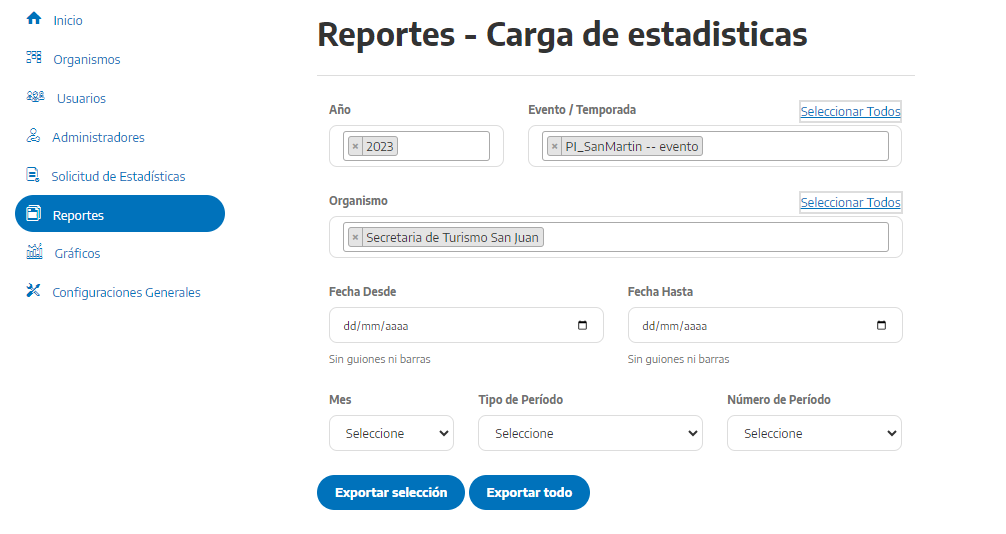 Inicio
Organismos
Usuarios
Administradores
Solicitud de Estadísticas
Reportes
Gráficos
Configuraciones Generales
Reportes - Carga de estadisticas
Año
Evento / Temporada
Seleccionar Todos
× 2023
× PI_SanMartin -- evento
Organismo
Seleccionar Todos
× Secretaria de Turismo San Juan
Fecha Desde
Fecha Hasta
dd/mm/aaaa
dd/mm/aaaa
Sin guiones ni barras
Sin guiones ni barras
Mes
Tipo de Período
Número de Período
Seleccione
Seleccione
Seleccione
Exportar selección
Exportar todo